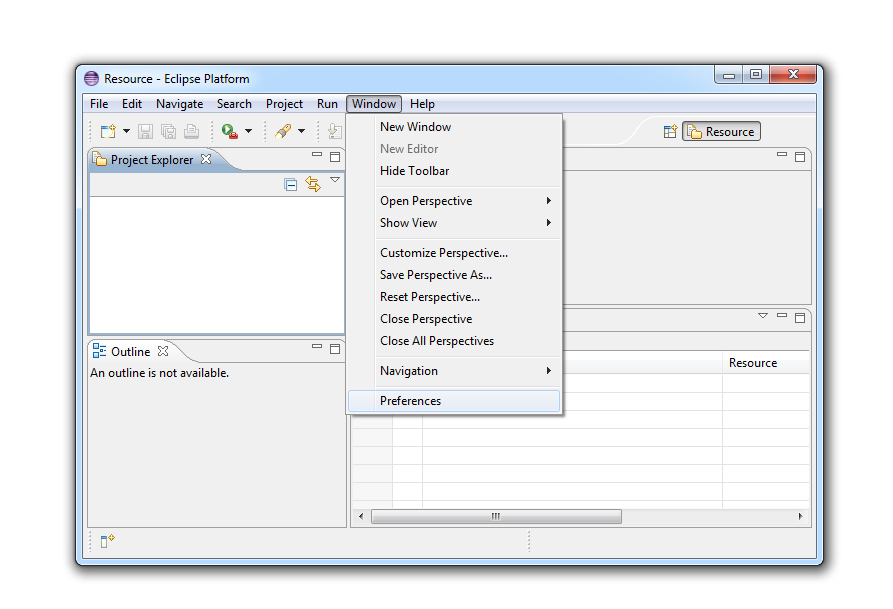 Resource - Eclipse Platform
File Edit Navigate Search Project Run Window Help
Resource
Project Explorer
New Window
New Editor
Hide Toolbar
Open Perspective
Show View
Customize Perspective...
Save Perspective As...
Reset Perspective...
Close Perspective
Close All Perspectives
Navigation
Preferences
Outline
An outline is not available.
Resource